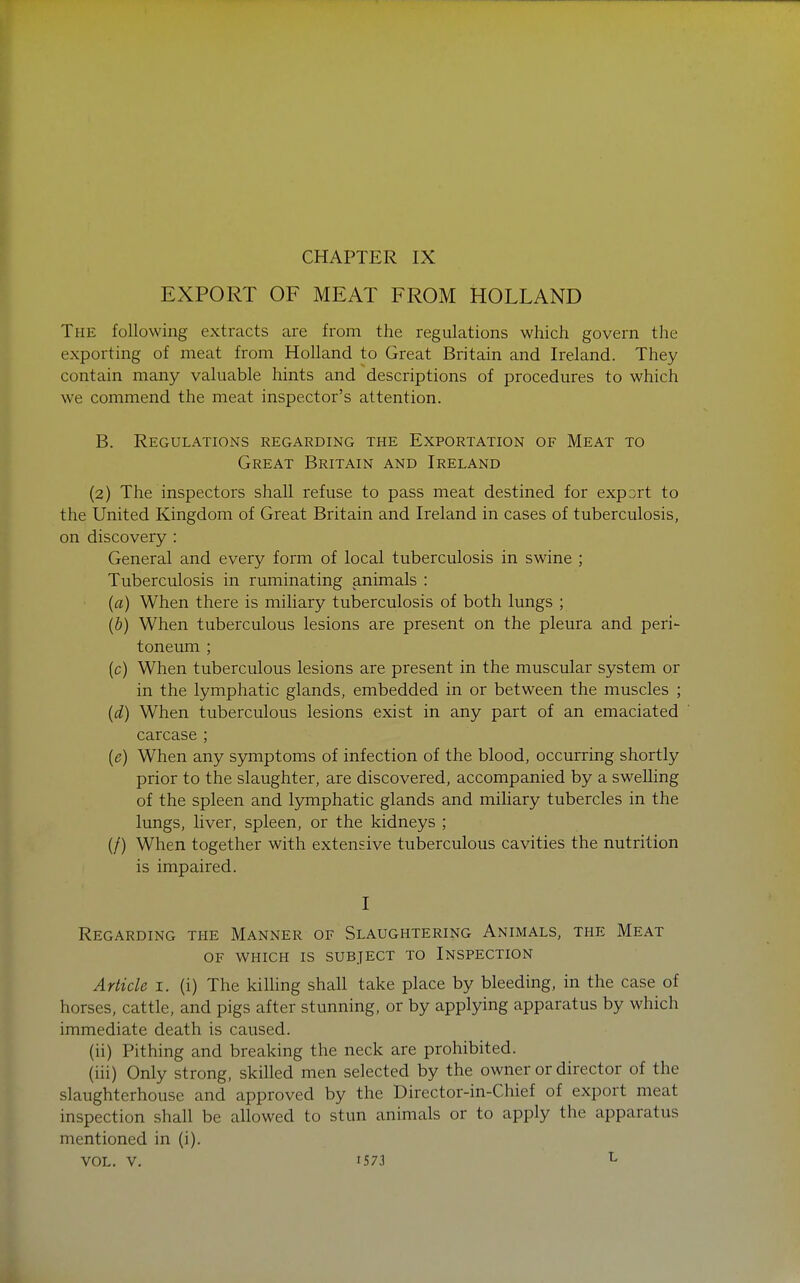 CHAPTER IX
EXPORT OF MEAT FROM HOLLAND
THE following extracts are from the regulations which govern the
exporting of meat from Holland to Great Britain and Ireland. They
contain many valuable hints and descriptions of procedures to which
we commend the meat inspector's attention.
B. REGULATIONS REGARDING THE EXPORTATION OF MEAT TO
GREAT BRITAIN AND IRELAND
(2) The inspectors shall refuse to pass meat destined for export to
the United Kingdom of Great Britain and Ireland in cases of tuberculosis,
on discovery :
General and every form of local tuberculosis in swine ;
Tuberculosis in ruminating animals :
(a) When there is miliary tuberculosis of both lungs ;
(b) When tuberculous lesions are present on the pleura and peri-
toneum ;
(c) When tuberculous lesions are present in the muscular system or
in the lymphatic glands, embedded in or between the muscles ;
(d) When tuberculous lesions exist in any part of an emaciated
carcase ;
(e) When any symptoms of infection of the blood, occurring shortly
prior to the slaughter, are discovered, accompanied by a swelling
of the spleen and lymphatic glands and miliary tubercles in the
lungs, liver, spleen, or the kidneys ;
(f) When together with extensive tuberculous cavities the nutrition
is impaired.
I
REGARDING THE MANNER OF SLAUGHTERING ANIMALS, THE MEAT
OF WHICH IS SUBJECT TO INSPECTION
Article 1. (i) The killing shall take place by bleeding, in the case of
horses, cattle, and pigs after stunning, or by applying apparatus by which
immediate death is caused.
(ii) Pithing and breaking the neck are prohibited.
(iii) Only strong, skilled men selected by the owner or director of the
slaughterhouse and approved by the Director-in-Chief of export meat
inspection shall be allowed to stun animals or to apply the apparatus
mentioned in (i).
VOL. V. 1573 L